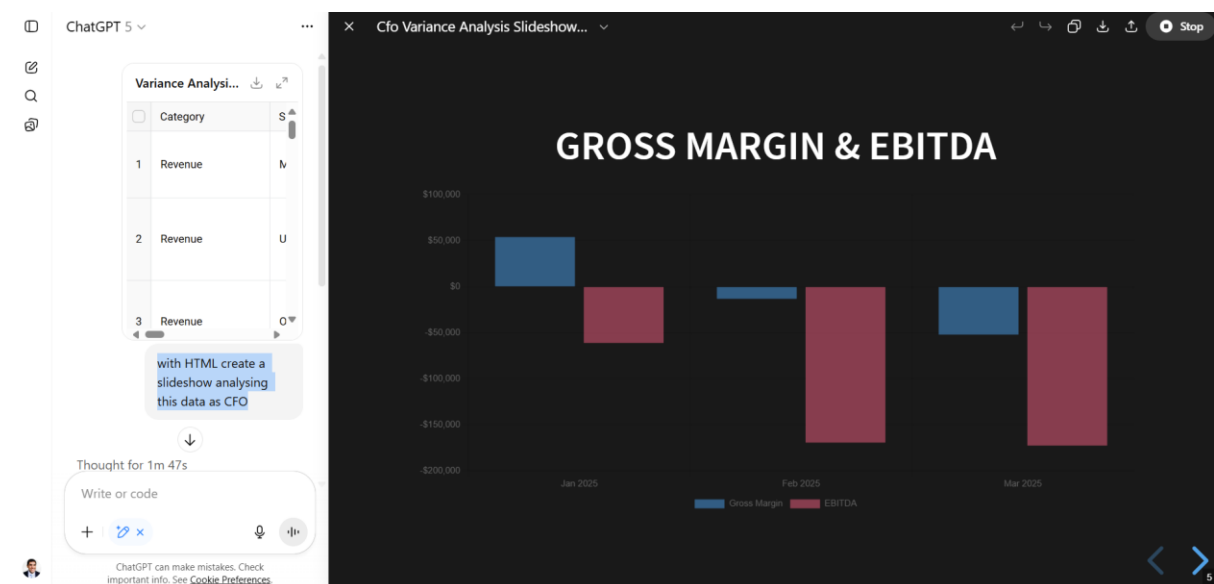 ChatGPT 5
Cfo Variance Analysis Slideshow...
Stop
Variance Analysi...
Category
S
1 Revenue
2 Revenue U
3 Revenue
with HTML create a
slideshow analysing
this data as CFO
Thought for 1m 47s
Write or code
ChatGPT can make mistakes. Check
important info. See Cookie Preferences.
GROSS MARGIN & EBITDA
$100,000
$50,000
$0
-$50,000
-$100,000
-$150,000
-$200,000
Jan 2025 Feb 2025 Mar 2025
Gross Margin EBITDA
5